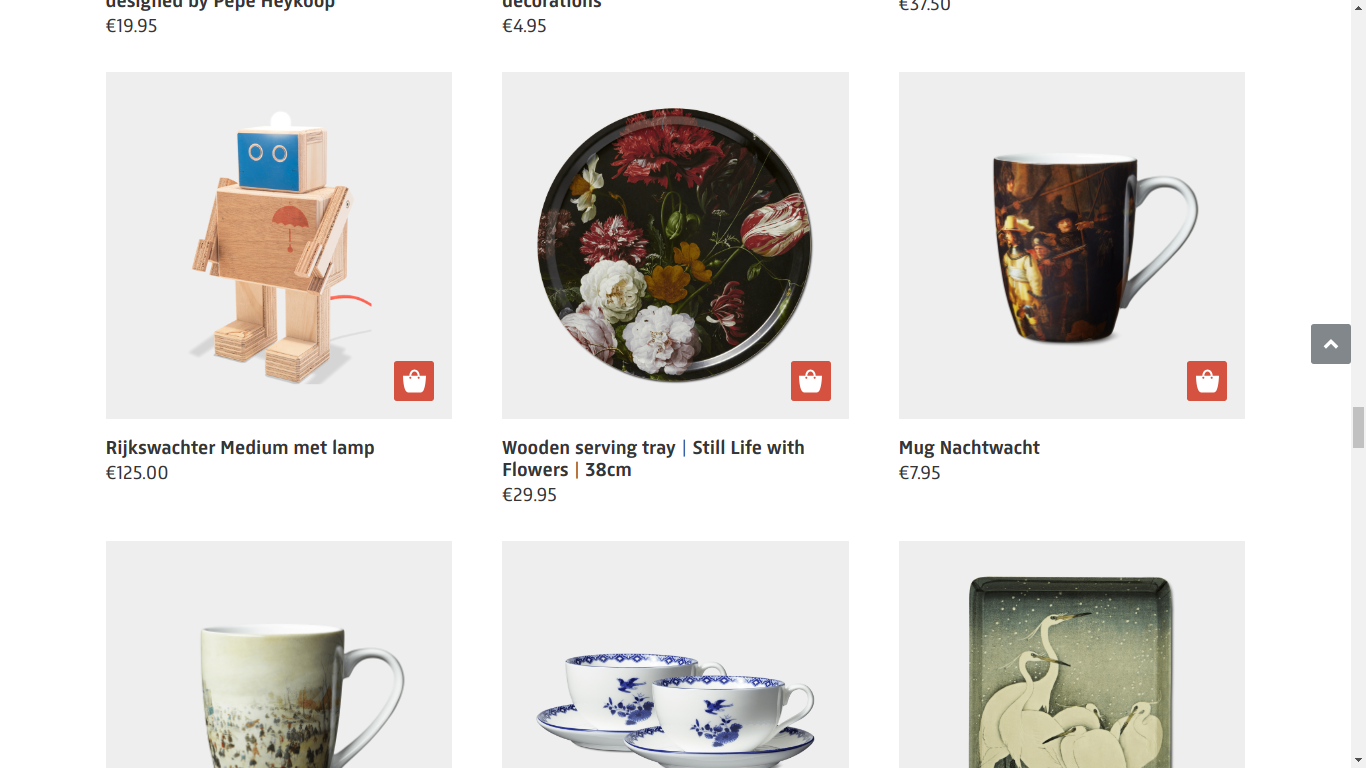 designed by Pepe Heykoop
€19.95
decorations
€4.95
€37.50
Rijkswachter Medium met lamp
€125.00
Wooden serving tray | Still Life with
Flowers | 38cm
€29.95
Mug Nachtwacht
€7.95